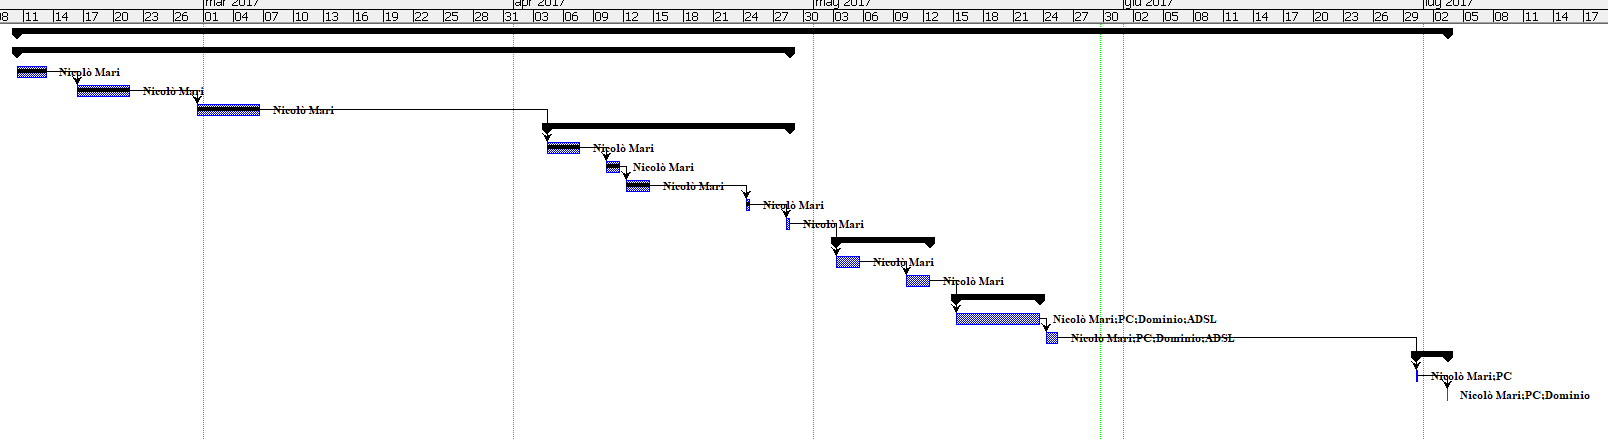 mar 2017 apr 2017 mag 2017 giu 2017 lug 2017
08 11 14 17 20 23 26 01 04 07 10 13 16 19 22 25 28 31 03 06 09 12 15 18 21 24 27 30 03 06 09 12 15 18 21 24 27 30 02 05 08 11 14 17 20 23 26 29 02 05 08 11 14 17
Nicolò Mari
Nicolò Mari
Nicolò Mari
Nicolò Mari
Nicolò Mari
Nicolò Mari
Nicolò Mari
Nicolò Mari
Nicolò Mari
Nicolò Mari
Nicolò Mari;PC;Dominio;ADSL
Nicolò Mari;PC;Dominio;ADSL
Nicolò Mari;PC
Nicolò Mari;PC;Dominio